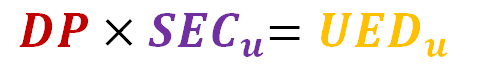 DP × SECᵤ = UEDᵤ